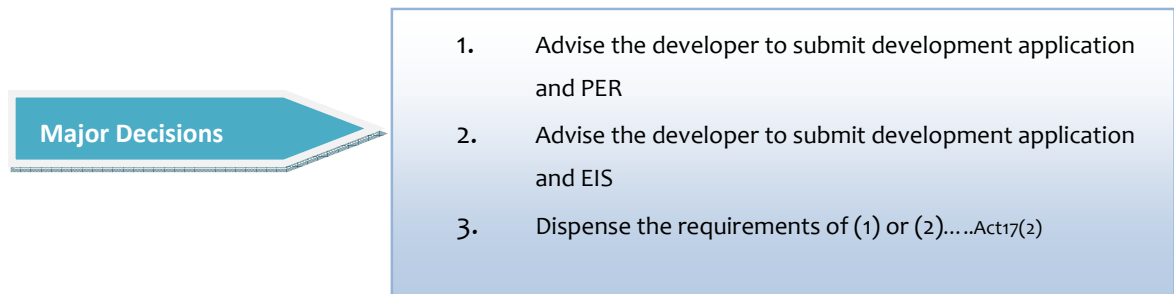 Major Decisions
1. Advise the developer to submit development application
and PER
2. Advise the developer to submit development application
and EIS
3. Dispense the requirements of (1) or (2).....Act17(2)